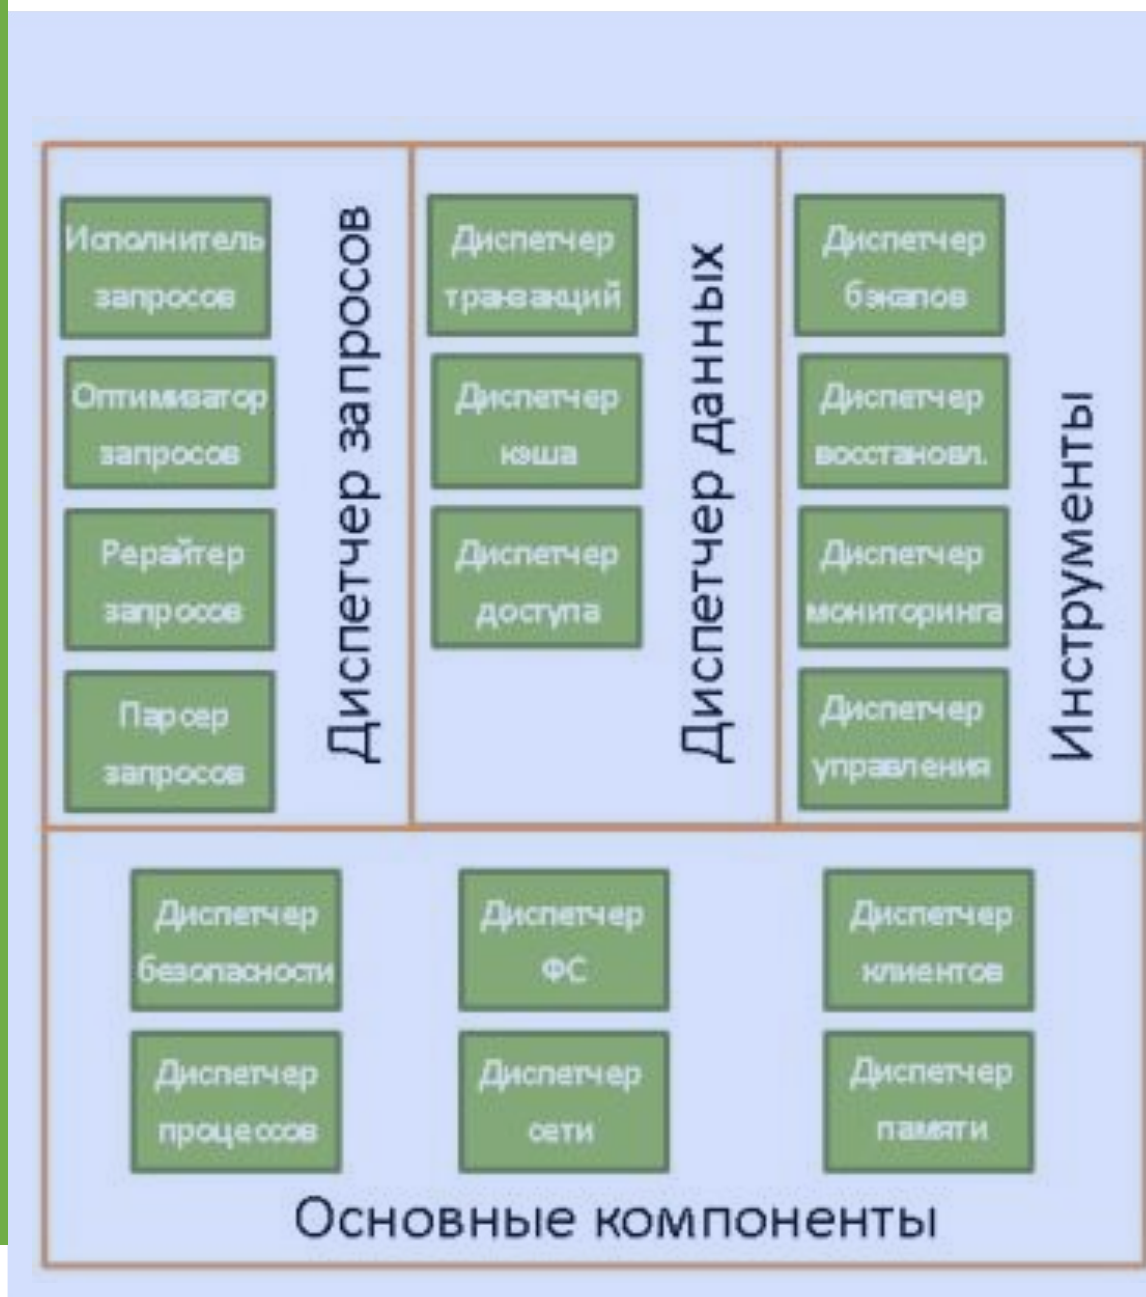 Исполнитель
запросов
Оптимизатор
запросов
Рерайтер
запросов
Парсер
запросов
Диспетчер запросов
Диспетчер
транзакций
Диспетчер
кэша
Диспетчер
доступа
Диспетчер данных
Диспетчер
бэкапов
Диспетчер
восстановл.
Диспетчер
мониторинга
Диспетчер
управления
Инструменты
Диспетчер
безопасности
Диспетчер
ФС
Диспетчер
клиентов
Диспетчер
процессов
Диспетчер
сети
Диспетчер
памяти
Основные компоненты